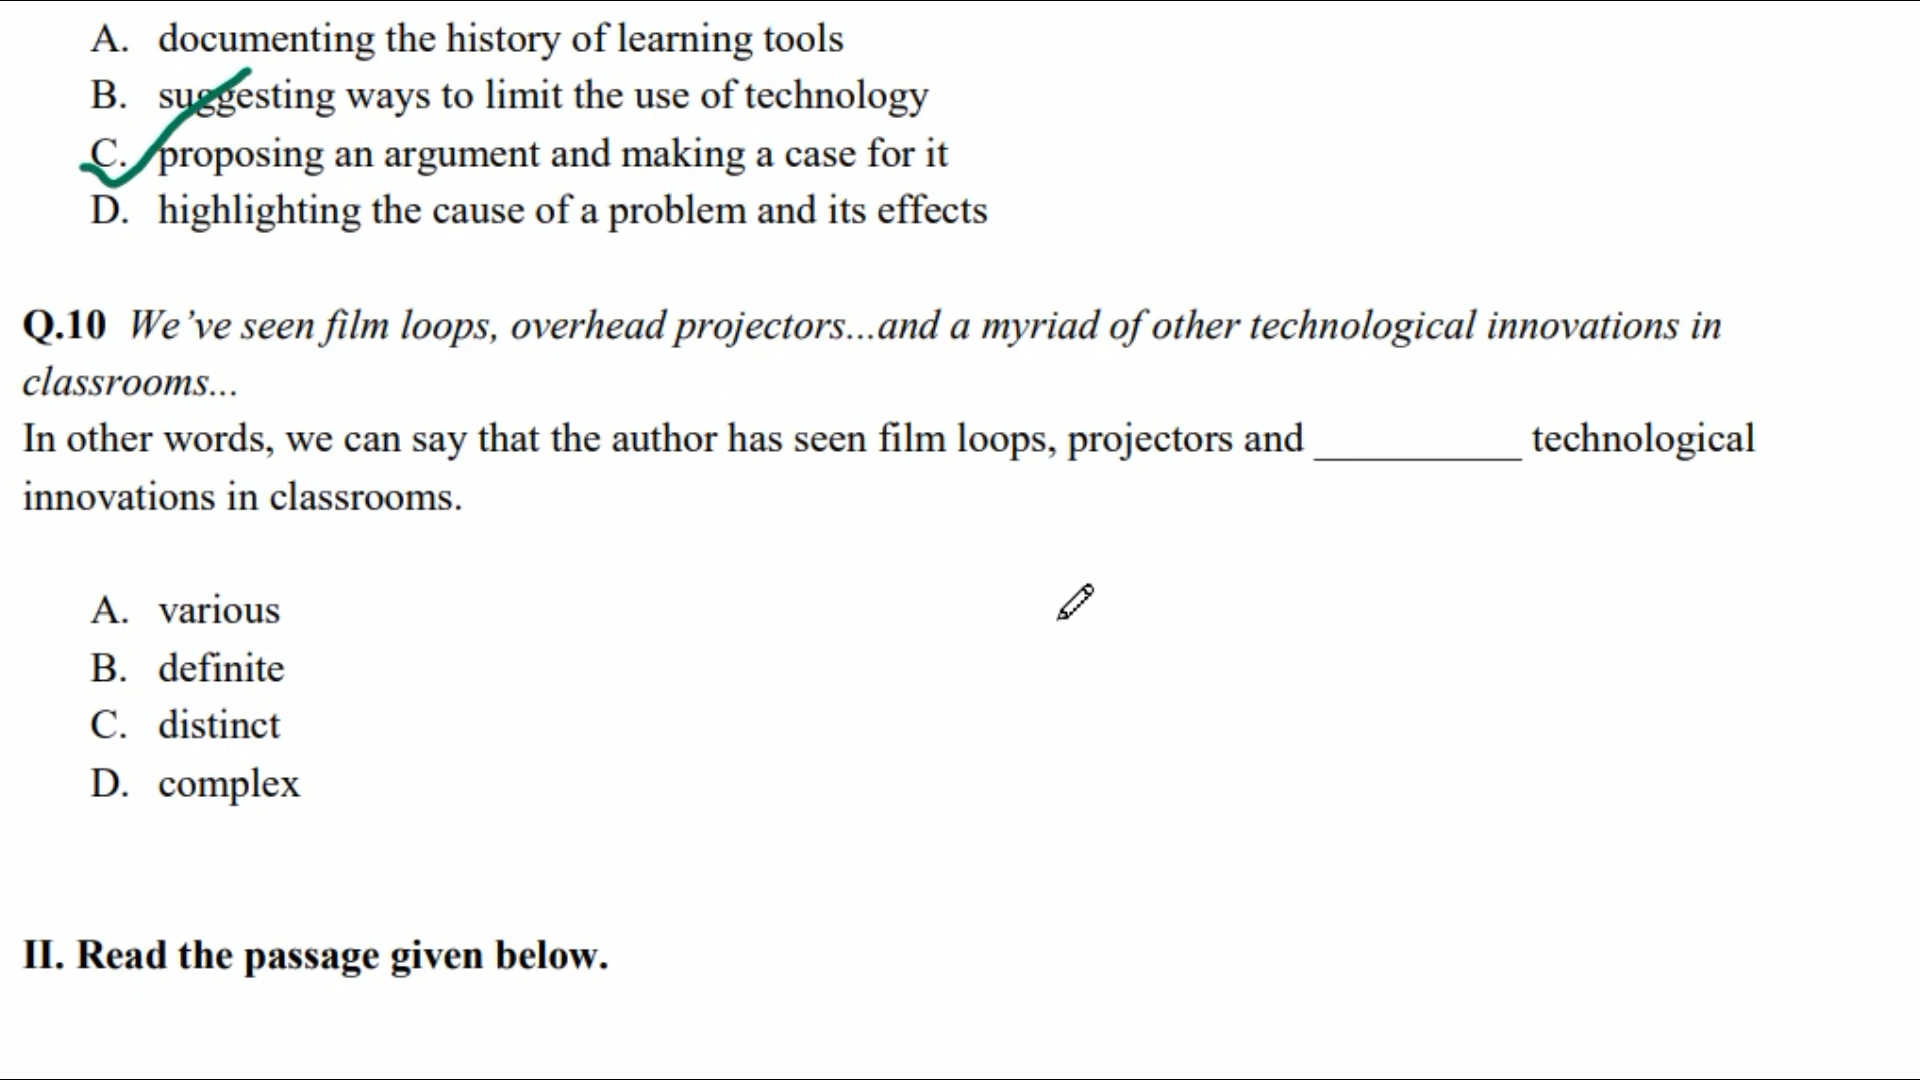 A. documenting the history of learning tools
B. suggesting ways to limit the use of technology
C. proposing an argument and making a case for it
D. highlighting the cause of a problem and its effects
Q.10 We’ve seen film loops, overhead projectors...and a myriad of other technological innovations in
classrooms...
In other words, we can say that the author has seen film loops, projectors and __________ technological
innovations in classrooms.
A. various
B. definite
C. distinct
D. complex
II. Read the passage given below.